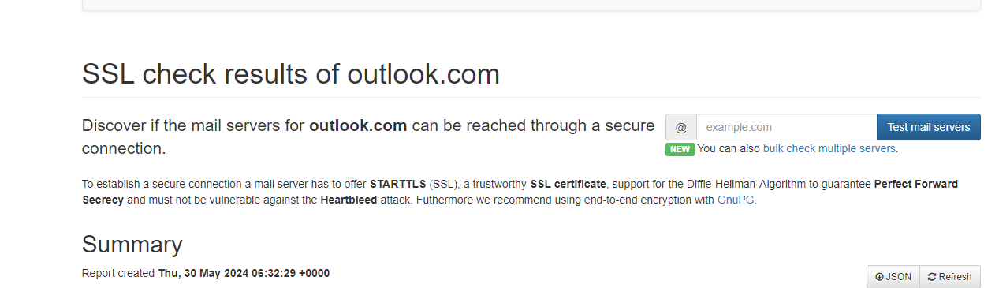 SSL check results of outlook.com
Discover if the mail servers for outlook.com can be reached through a secure
connection.
@ example.com Test mail servers
NEW You can also bulk check multiple servers.
To establish a secure connection a mail server has to offer STARTTLS (SSL), a trustworthy SSL certificate, support for the Diffie-Hellman-Algorithm to guarantee Perfect Forward
Secrecy and must not be vulnerable against the Heartbleed attack. Futhermore we recommend using end-to-end encryption with GnuPG.
Summary
Report created Thu, 30 May 2024 06:32:29 +0000
JSON Refresh